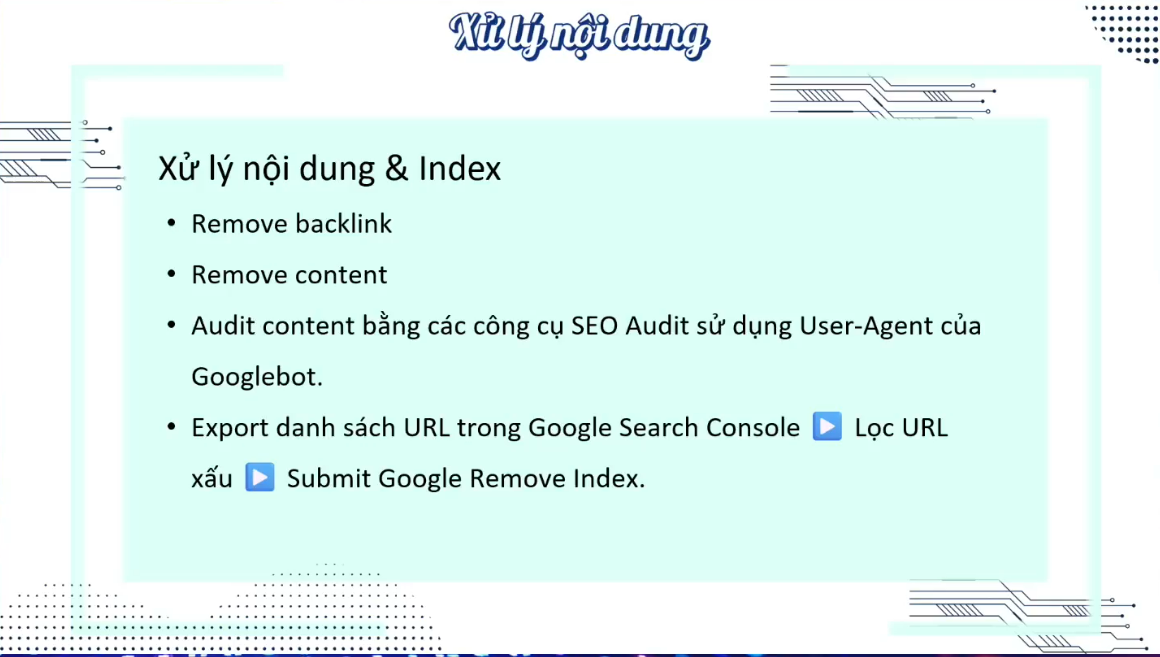 Xử lý nội dung
Xử lý nội dung & Index
• Remove backlink
• Remove content
• Audit content bằng các công cụ SEO Audit sử dụng User-Agent của
Googlebot.
• Export danh sách URL trong Google Search Console ▶️ Lọc URL
xấu ▶️ Submit Google Remove Index.